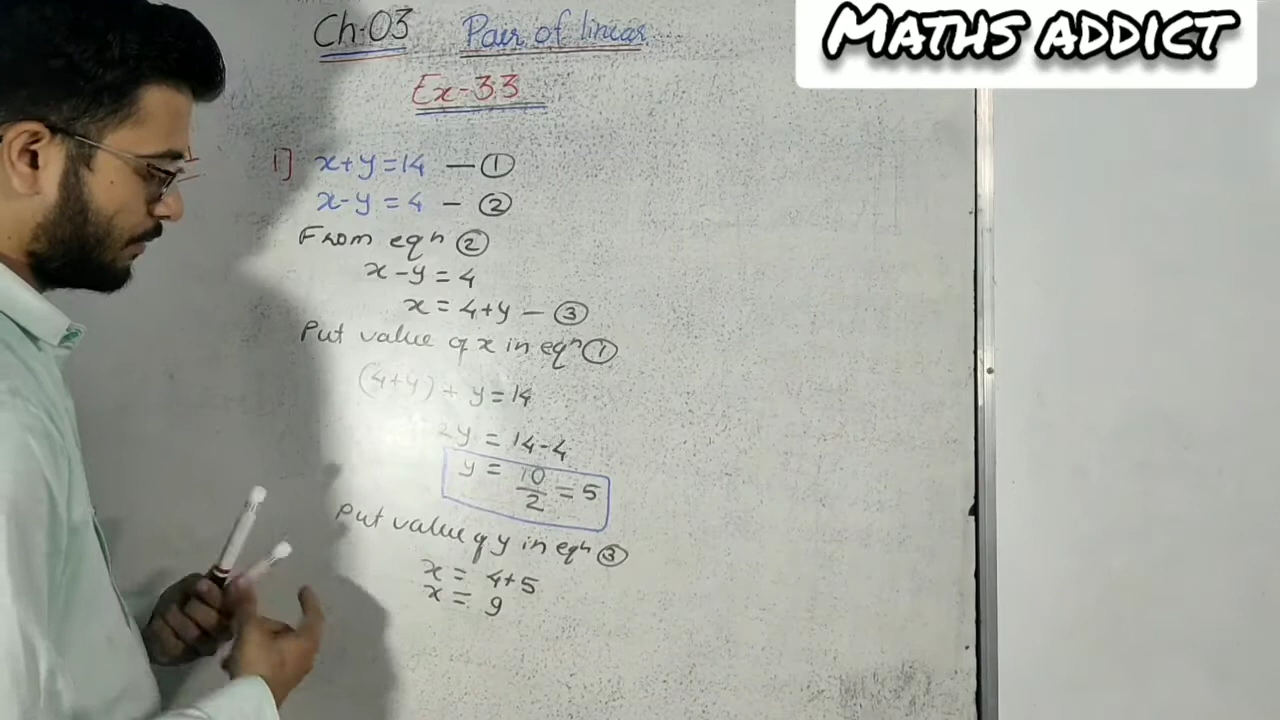 Ch-03 Pair of linear
MATHS ADDICT
Ex-3.3
1] x+y=14 — ①
x-y=4 — ②
From eqⁿ ②
x-y=4
x=4+y — ③
Put value of x in eqⁿ ①
(4+y)+y=14
2y=14-4
y=10/2=5
Put value of y in eqⁿ ③
x=4+5
x=9